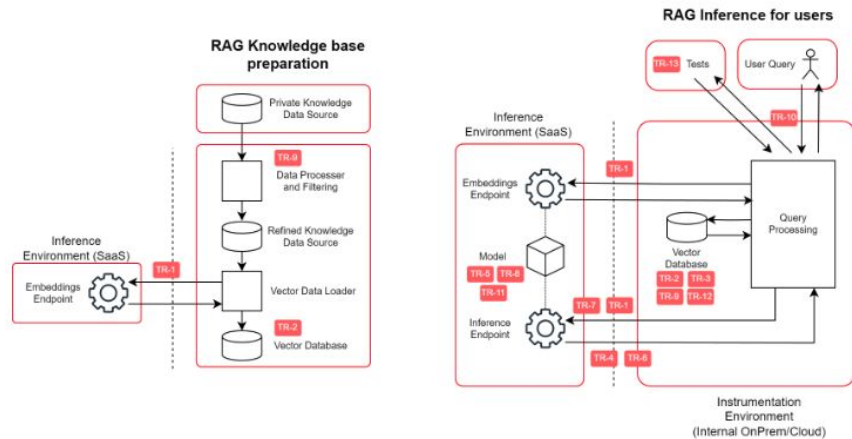 RAG Knowledge base
preparation
Private Knowledge
Data Source
TR-9
Data Processer
and Filtering
Refined Knowledge
Data Source
Inference
Environment (SaaS)
TR-1
Embeddings
Endpoint
Vector Data Loader
TR-2
Vector Database
RAG Inference for users
TR-13 Tests
User Query
TR-10
Inference
Environment (SaaS)
TR-1
Embeddings
Endpoint
Query
Processing
Vector
Database
TR-2 TR-3
TR-9 TR-12
Model
TR-5 TR-8
TR-11
TR-7 TR-1
Inference
Endpoint
TR-4 TR-6
Instrumentation
Environment
(Internal OnPrem/Cloud)